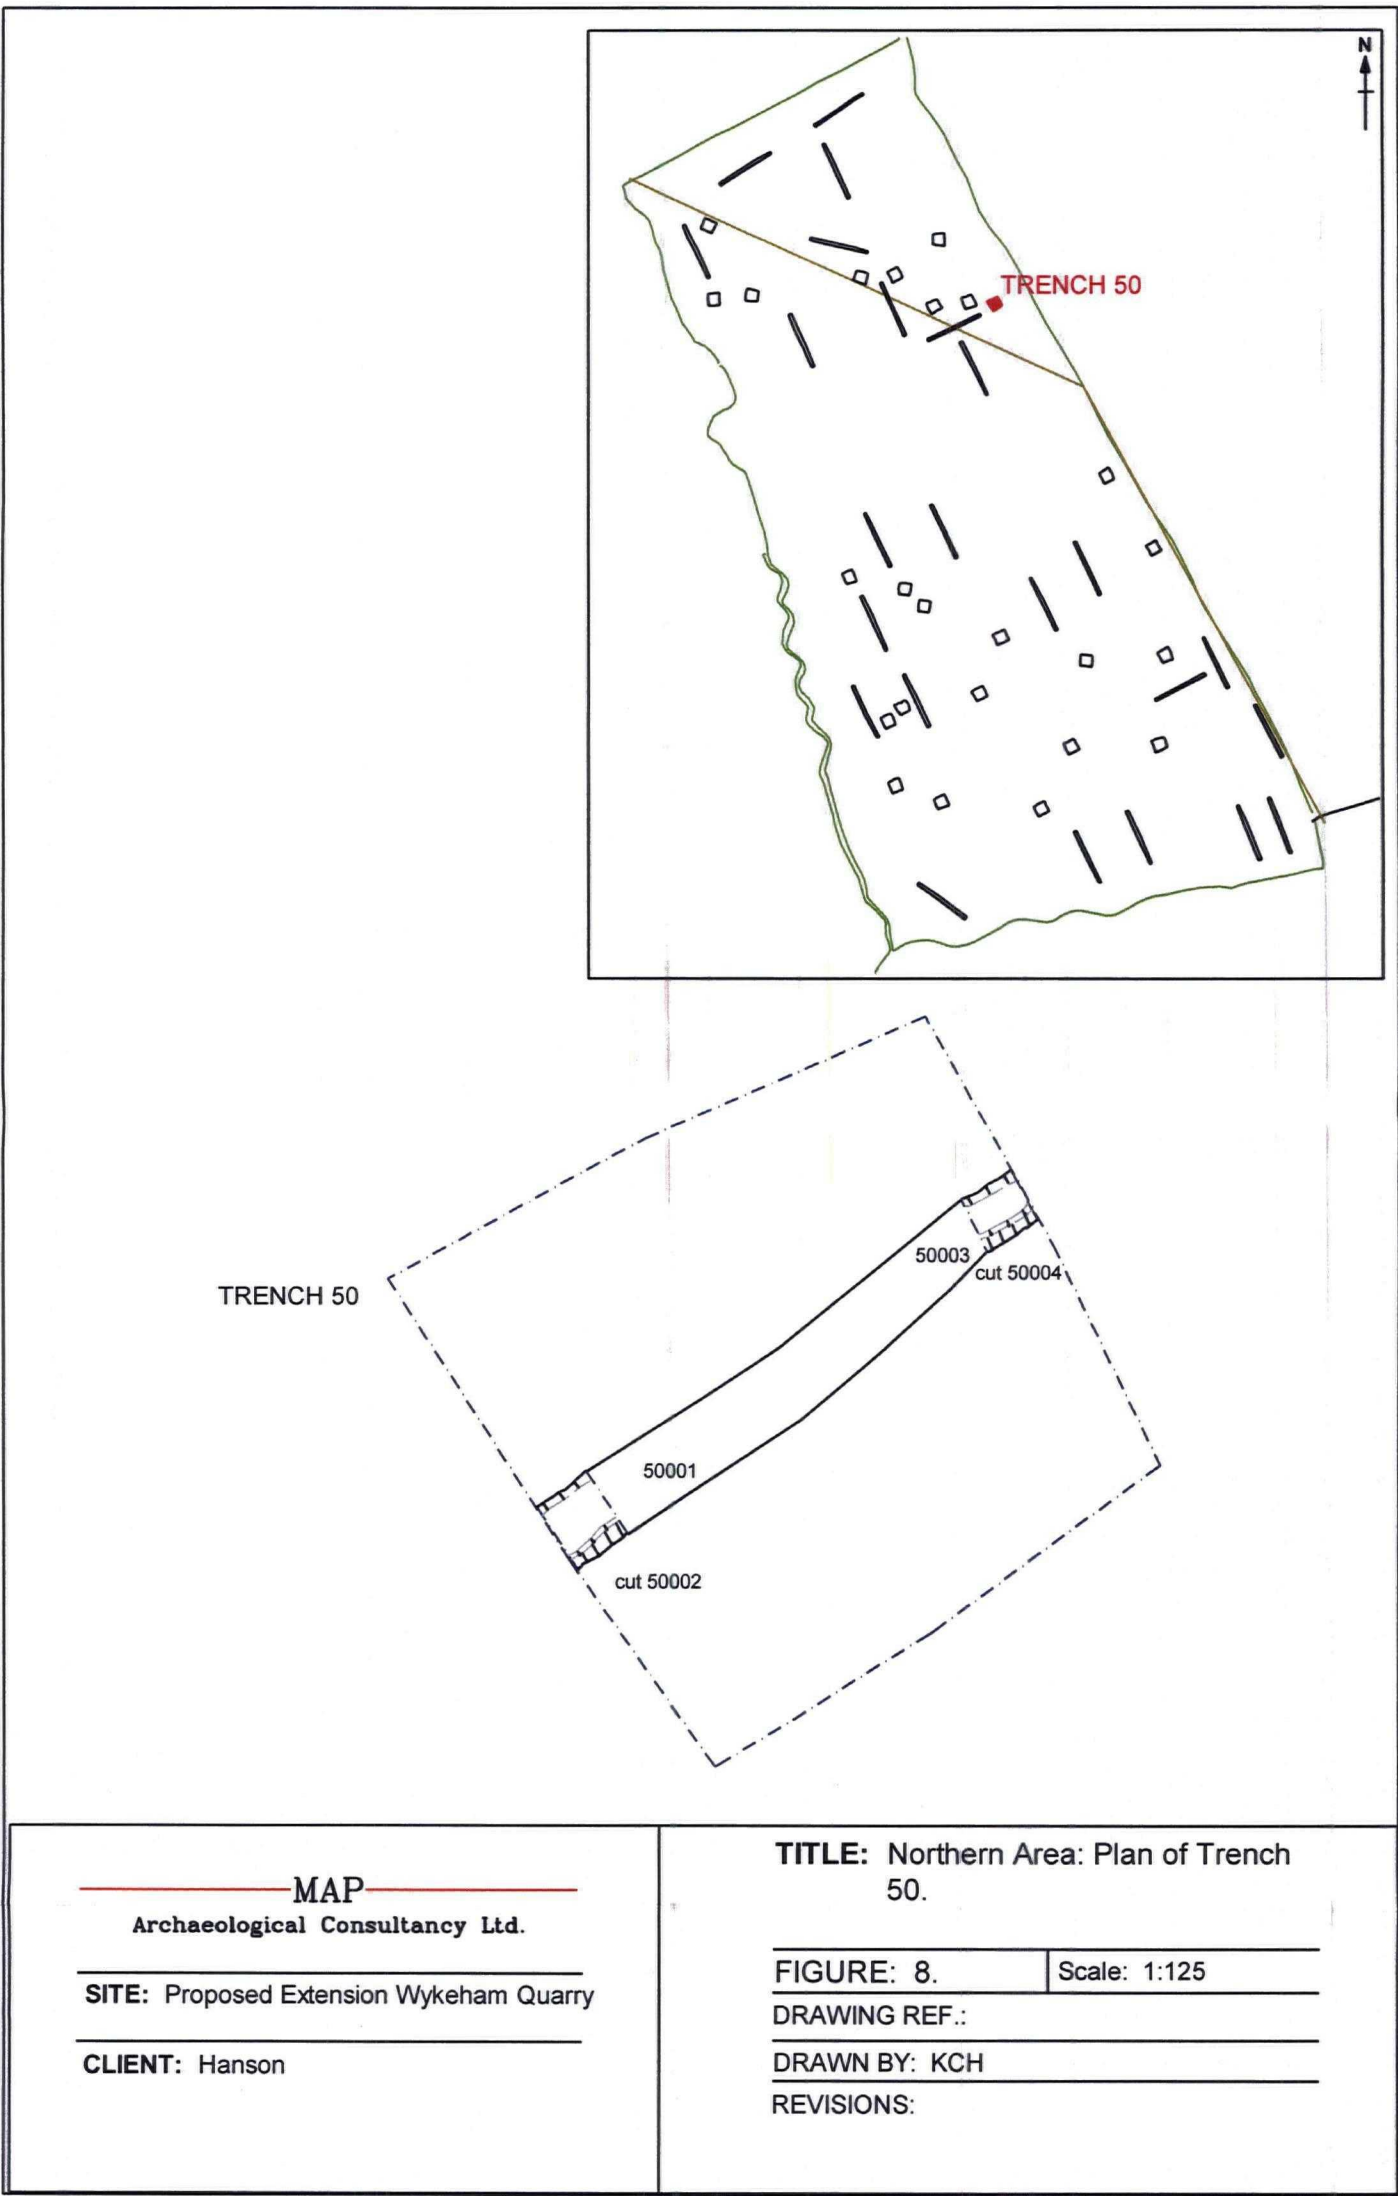 N
TRENCH 50
TRENCH 50
50003
cut 50004
50001
cut 50002
MAP
Archaeological Consultancy Ltd.
SITE: Proposed Extension Wykeham Quarry
CLIENT: Hanson
TITLE: Northern Area: Plan of Trench
50.
FIGURE: 8.
Scale: 1:125
DRAWING REF.:
DRAWN BY: KCH
REVISIONS: